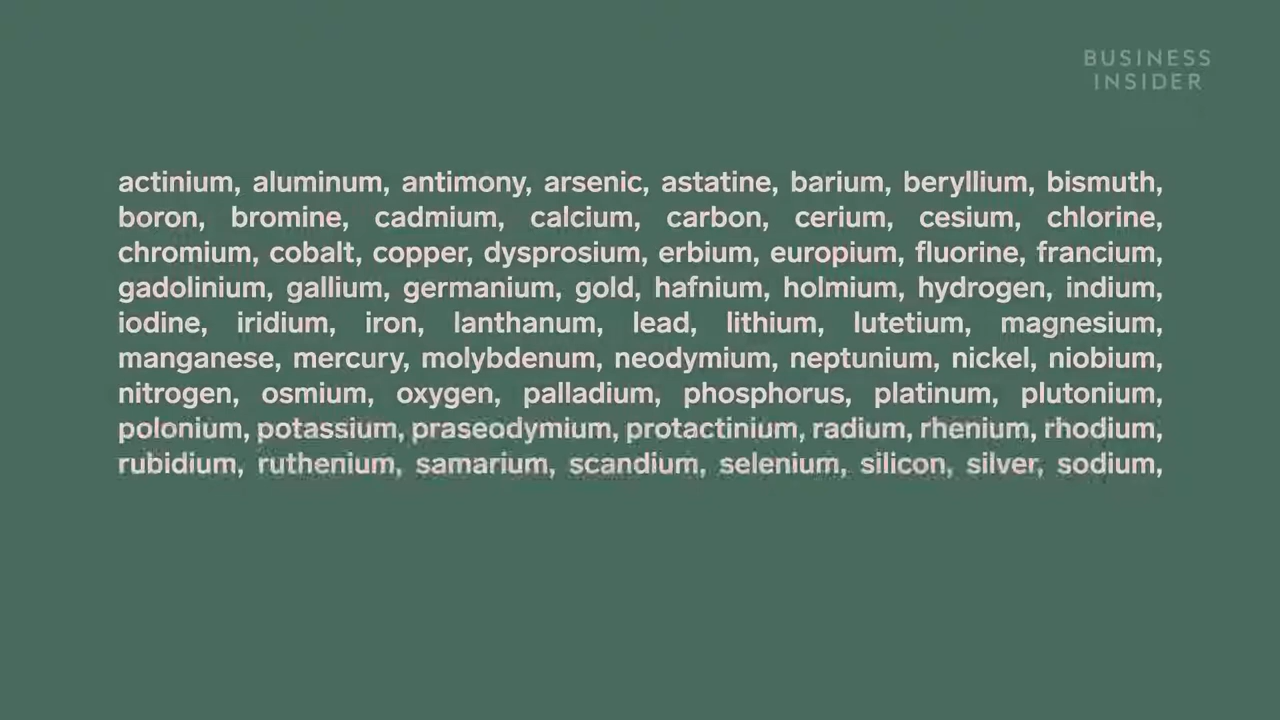 BUSINESS
INSIDER
actinium, aluminum, antimony, arsenic, astatine, barium, beryllium, bismuth,
boron, bromine, cadmium, calcium, carbon, cerium, cesium, chlorine,
chromium, cobalt, copper, dysprosium, erbium, europium, fluorine, francium,
gadolinium, gallium, germanium, gold, hafnium, holmium, hydrogen, indium,
iodine, iridium, iron, lanthanum, lead, lithium, lutetium, magnesium,
manganese, mercury, molybdenum, neodymium, neptunium, nickel, niobium,
nitrogen, osmium, oxygen, palladium, phosphorus, platinum, plutonium,
polonium, potassium, praseodymium, protactinium, radium, rhenium, rhodium,
rubidium, ruthenium, samarium, scandium, selenium, silicon, silver, sodium,